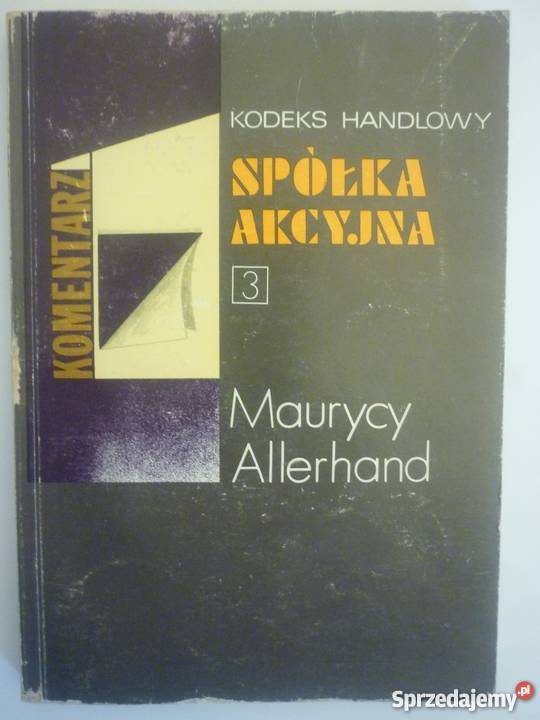 KODEKS HANDLOWY
SPÓŁKA
AKCYJNA
3
KOMENTARZ
Maurycy
Allerhand
Sprzedajemy.pl